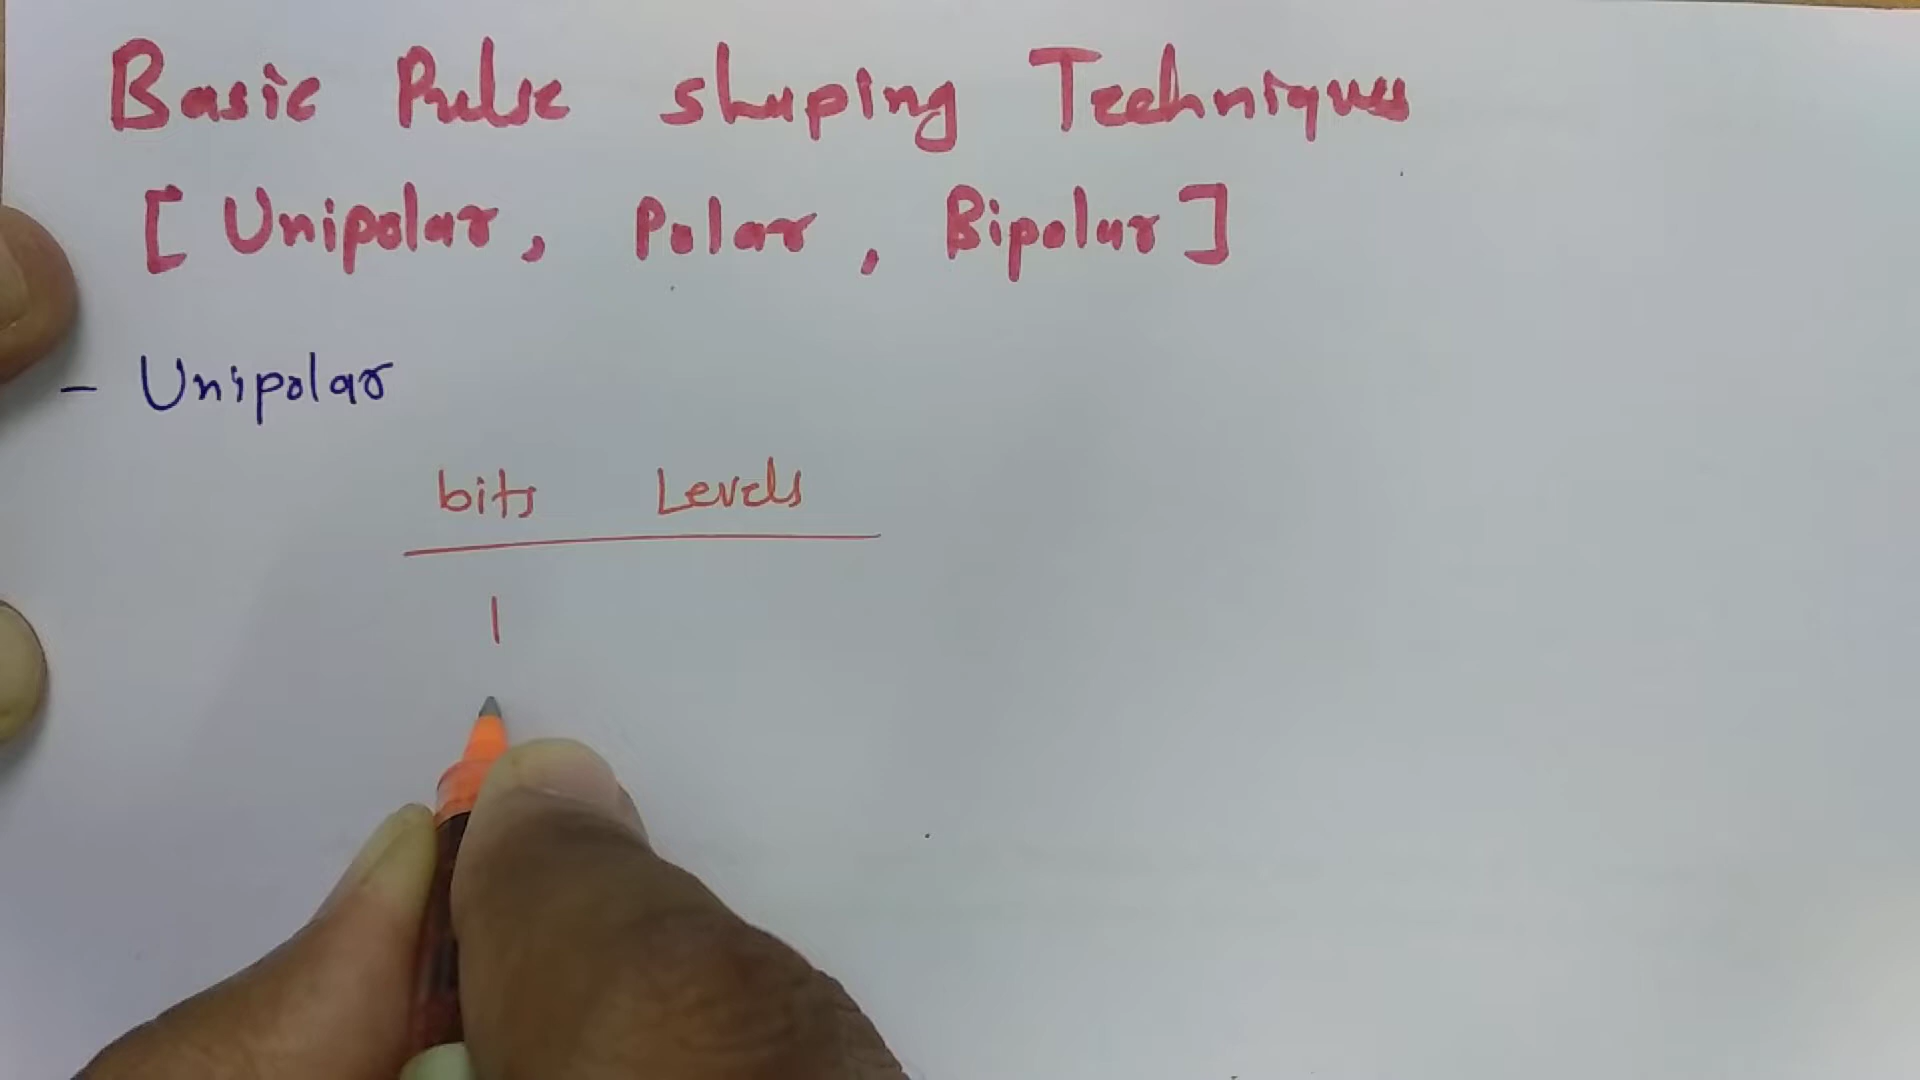 Basic Pulse shaping Techniques
[ Unipolar, Polar, Bipolar ]
- Unipolar
bits Levels
1